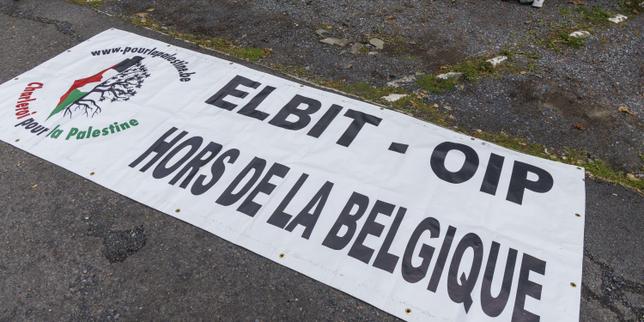 www.pourlapalestine.be
Charleroi pour la Palestine
ELBIT - OIP
HORS DE LA BELGIQUE